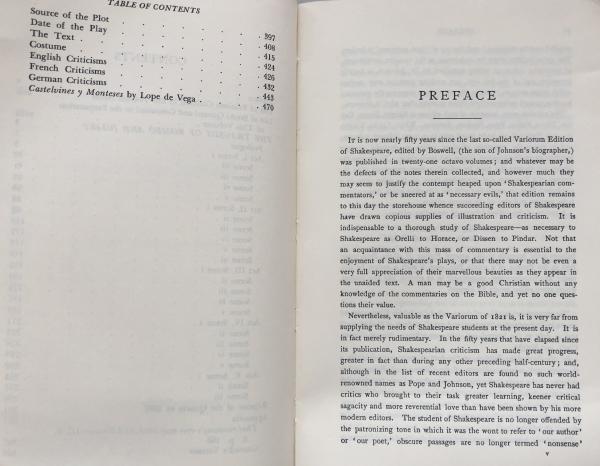 TABLE OF CONTENTS
Source of the Plot . . . . . . . 397
Date of the Play . . . . . . . 408
The Text . . . . . . . . 415
Costume . . . . . . . . 424
English Criticisms . . . . . . . 426
French Criticisms . . . . . . . 432
German Criticisms . . . . . . . 443
Castelvines y Monteses by Lope de Vega . . . . 470
PREFACE
It is now nearly fifty years since the last so-called Variorum Edition
of Shakespeare, edited by Boswell, (the son of Johnson's biographer,)
was published in twenty-one octavo volumes; and whatever may be
the defects of the notes therein collected, and however much they
may seem to justify the contempt heaped upon 'Shakespearian com-
mentators,' or be sneered at as 'necessary evils,' that edition remains
to this day the storehouse whence succeeding editors of Shakespeare
have drawn copious supplies of illustration and criticism. It is
indispensable to a thorough study of Shakespeare—as necessary to
Shakespeare as Orelli to Horace, or Dissen to Pindar. Not that
an acquaintance with this mass of commentary is essential to the
enjoyment of Shakespeare's plays, or that there may not be even a
very full appreciation of their marvellous beauties as they appear in
the unaided text. A man may be a good Christian without any
knowledge of the commentaries on the Bible, and yet no one ques-
tions their value.
Nevertheless, valuable as the Variorum of 1821 is, it is very far from
supplying the needs of Shakespeare students at the present day. It is
in fact merely rudimentary. In the fifty years that have elapsed since
its publication, Shakespearian criticism has made great progress,
greater in fact than during any other preceding half-century; and,
although in the list of recent editors are found no such world-
renowned names as Pope and Johnson, yet Shakespeare has never had
critics who brought to their task greater learning, keener critical
sagacity and more reverential love than have been shown by his more
modern editors. The student of Shakespeare is no longer offended by
the patronizing tone in which it was the wont to refer to 'our author'
or 'our poet,' obscure passages are no longer termed 'nonsense'
v